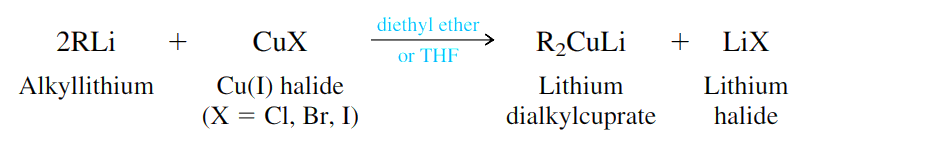 diethyl ether
2RLi + CuX → R₂CuLi + LiX
or THF
Alkyllithium Cu(I) halide Lithium Lithium
(X = Cl, Br, I) dialkylcuprate halide